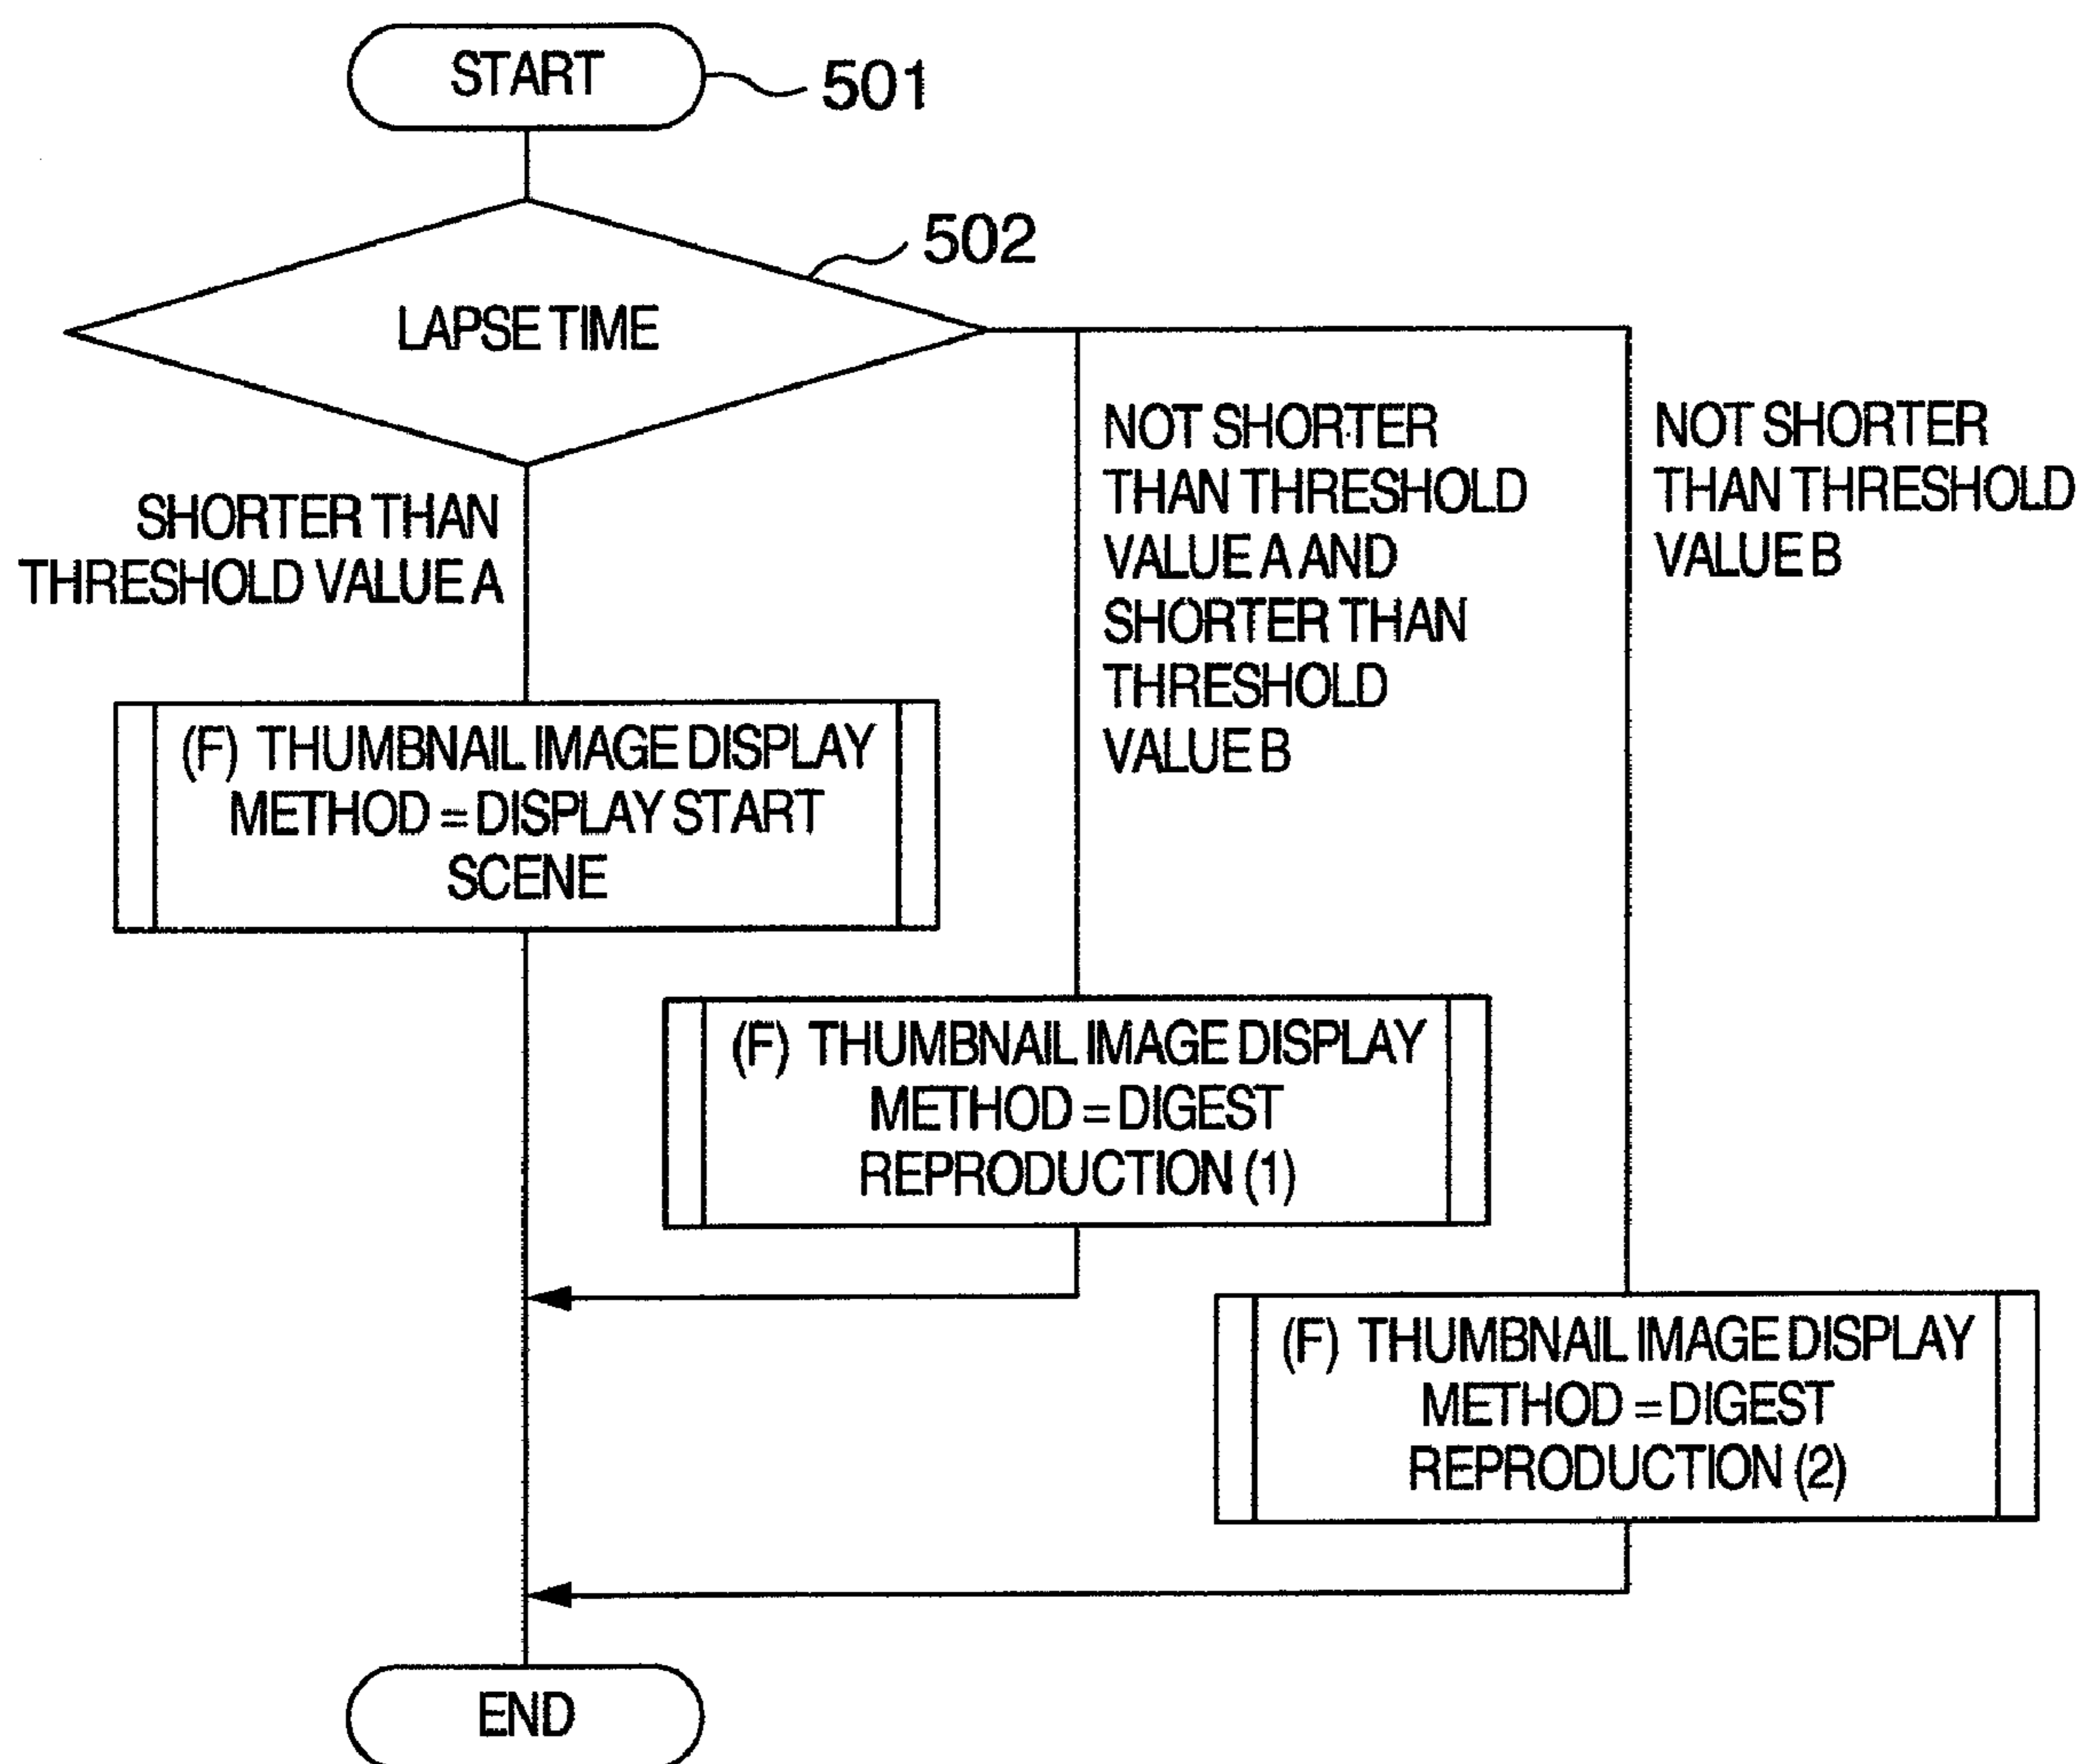 START
501
502
LAPSE TIME
SHORTER THAN
THRESHOLD VALUE A
NOT SHORTER
THAN THRESHOLD
VALUE A AND
SHORTER THAN
THRESHOLD
VALUE B
NOT SHORTER
THAN THRESHOLD
VALUE B
(F) THUMBNAIL IMAGE DISPLAY
METHOD = DISPLAY START
SCENE
(F) THUMBNAIL IMAGE DISPLAY
METHOD = DIGEST
REPRODUCTION (1)
(F) THUMBNAIL IMAGE DISPLAY
METHOD = DIGEST
REPRODUCTION (2)
END